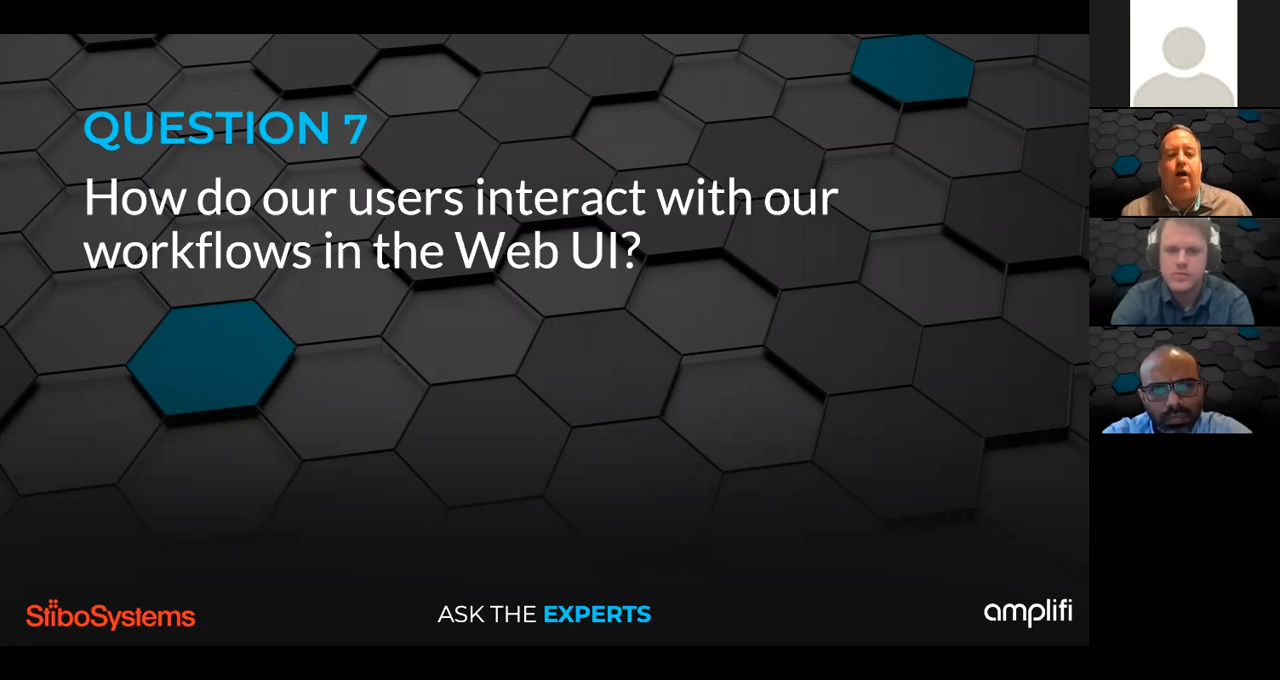 QUESTION 7
How do our users interact with our
workflows in the Web UI?
StiboSystems
ASK THE EXPERTS
amplifi